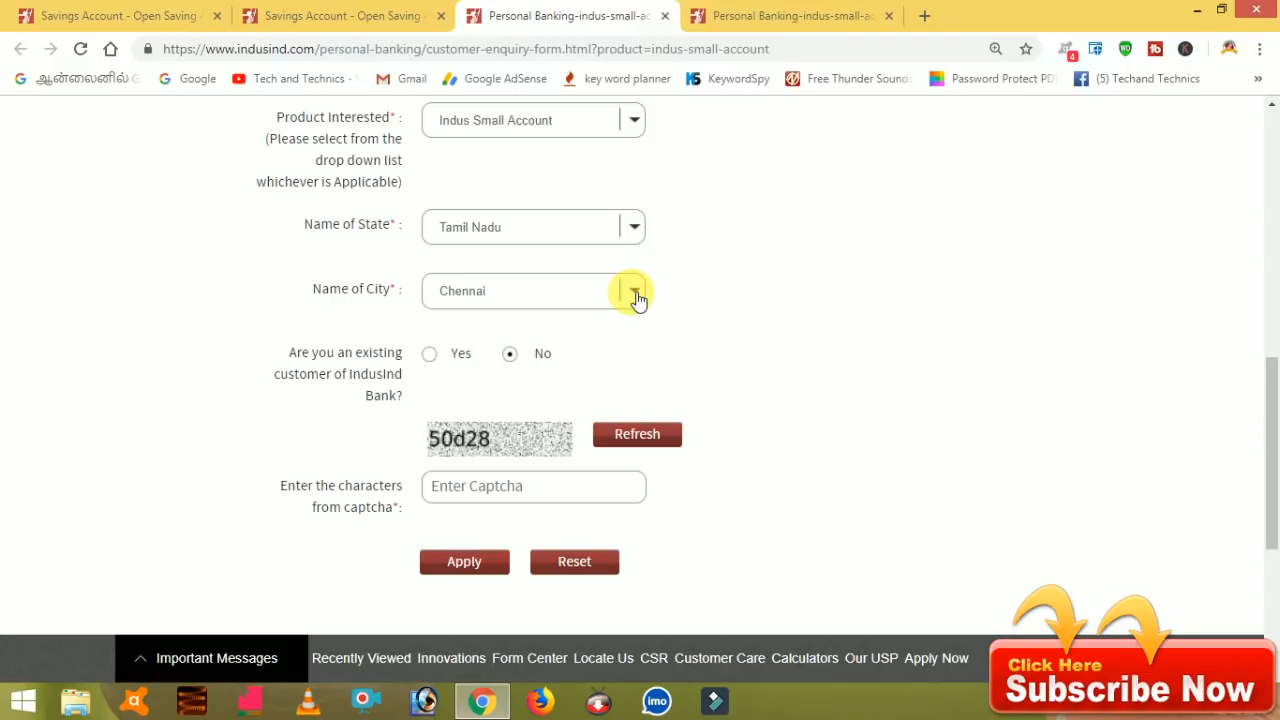 Savings Account - Open Saving A
Savings Account - Open Saving A
Personal Banking-indus-small-ac
Personal Banking-indus-small-ac
https://www.indusind.com/personal-banking/customer-enquiry-form.html?product=indus-small-account
4
ஆன்லைனில் G
Google
Tech and Technics -
Gmail
Google AdSense
key word planner
KeywordSpy
Free Thunder Sound
Password Protect PD
(5) Techand Technics
»
Product Interested* :
(Please select from the
drop down list
whichever is Applicable)
Indus Small Account
Name of State* :
Tamil Nadu
Name of City* :
Chennai
Are you an existing
customer of IndusInd
Bank?
Yes
No
50d28
Refresh
Enter the characters
from captcha*:
Enter Captcha
Apply
Reset
Important Messages
Recently Viewed Innovations Form Center Locate Us CSR Customer Care Calculators Our USP Apply Now
Click Here
Subscribe Now
imo